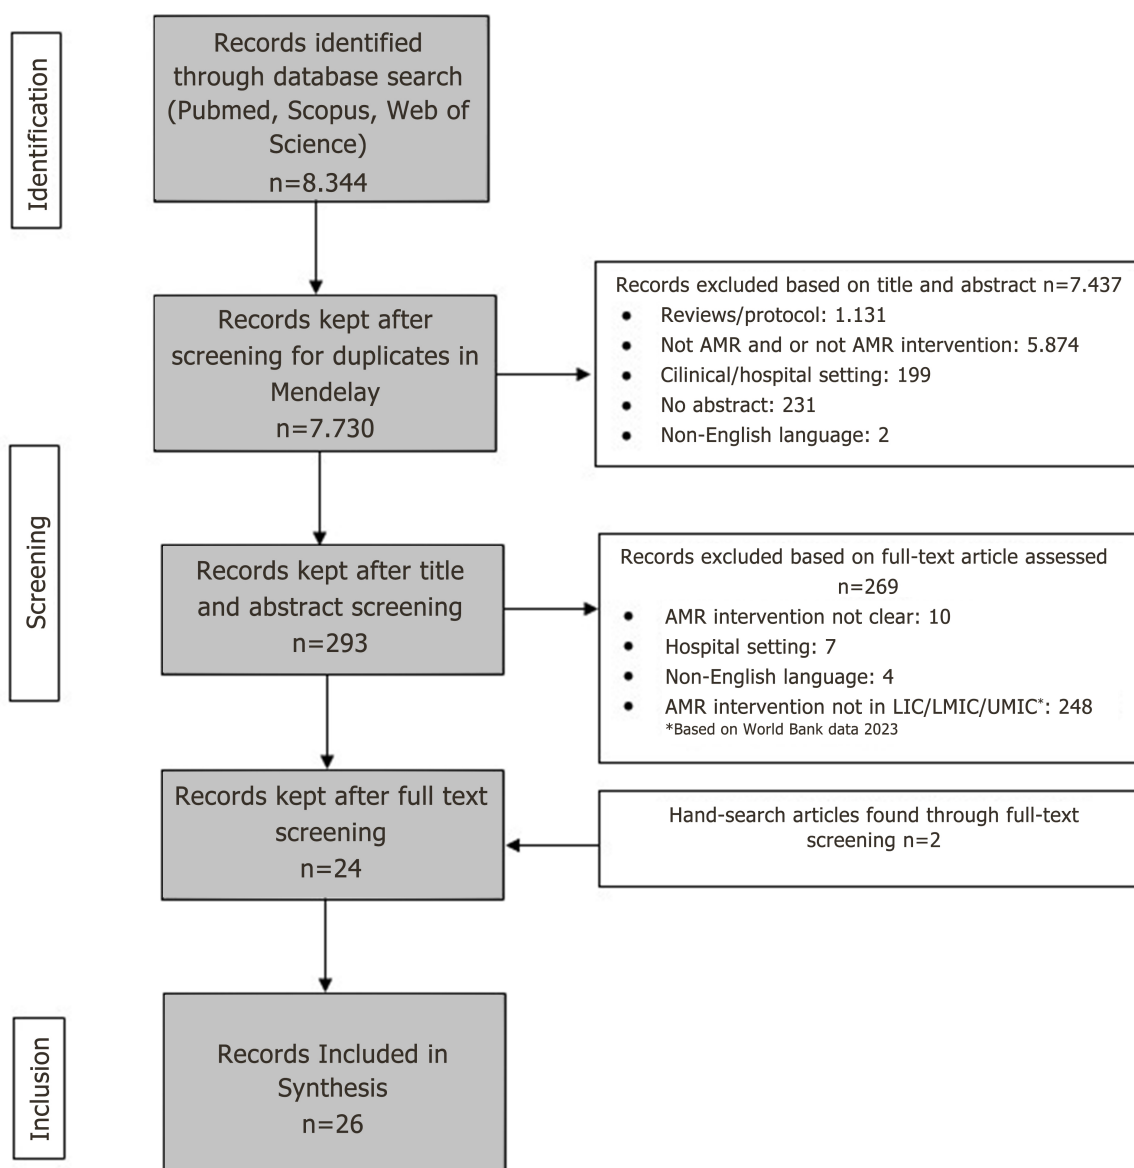 Identification
Records identified
through database search
(Pubmed, Scopus, Web of
Science)
n=8.344
Records kept after
screening for duplicates in
Mendelay
n=7.730
Records excluded based on title and abstract n=7.437
● Reviews/protocol: 1.131
● Not AMR and or not AMR intervention: 5.874
● Cilinical/hospital setting: 199
● No abstract: 231
● Non-English language: 2
Screening
Records kept after title
and abstract screening
n=293
Records excluded based on full-text article assessed
n=269
● AMR intervention not clear: 10
● Hospital setting: 7
● Non-English language: 4
● AMR intervention not in LIC/LMIC/UMIC*: 248
*Based on World Bank data 2023
Records kept after full text
screening
n=24
Hand-search articles found through full-text
screening n=2
Inclusion
Records Included in
Synthesis
n=26